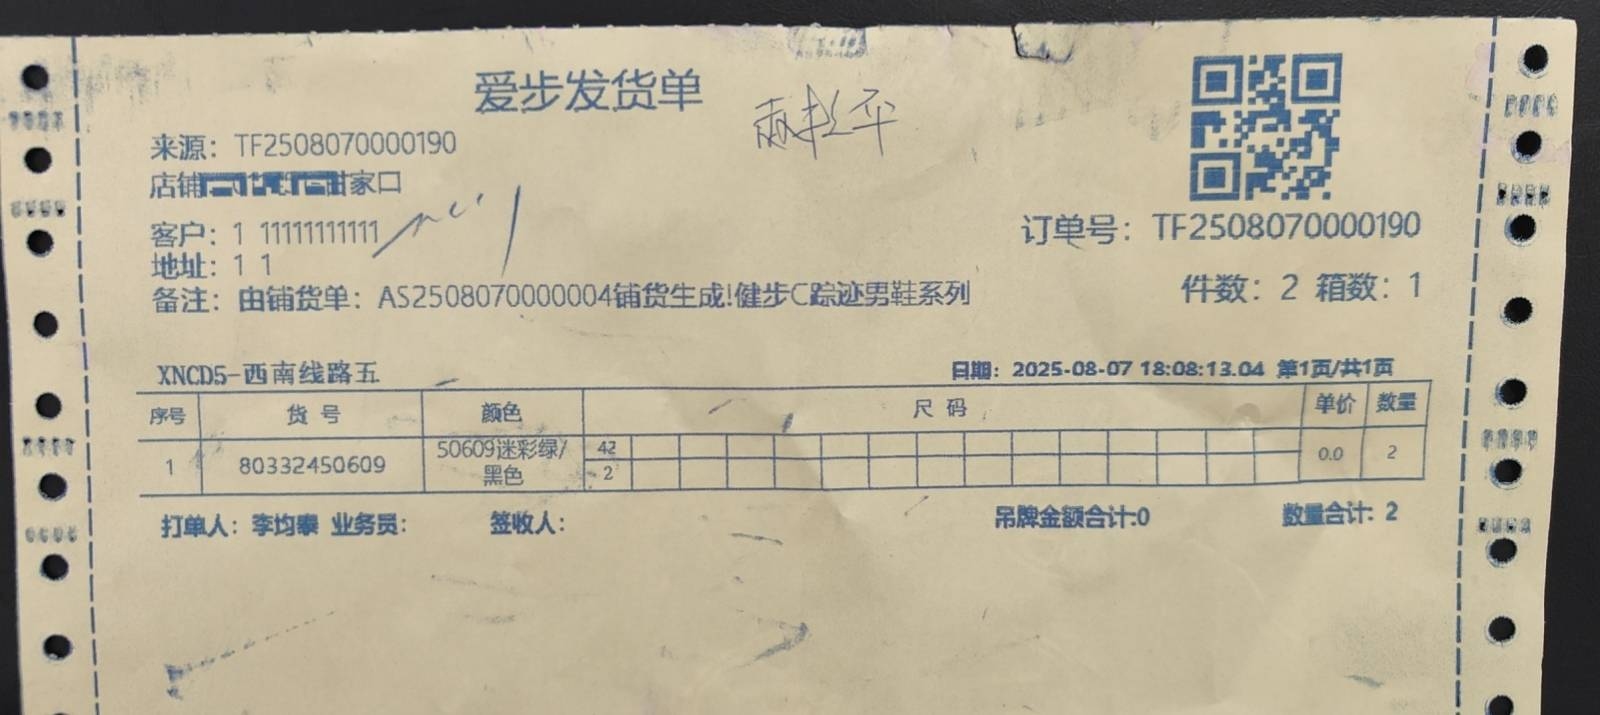 爱步发货单
来源：TF2508070000190
店铺 甘家口
客户：1 11111111111
订单号：TF2508070000190
地址：1 1
件数：2 箱数：1
备注：由铺货单：AS2508070000004铺货生成!健步C踪迹男鞋系列
XNCD5-西南线路五 日期：2025-08-07 18:08:13.04 第1页/共1页
序号 货号 颜色 尺码 单价 数量
1 80332450609 50609迷彩绿/黑色 42 0.0 2
2
打单人：李均泰 业务员： 签收人： 吊牌金额合计:0 数量合计：2